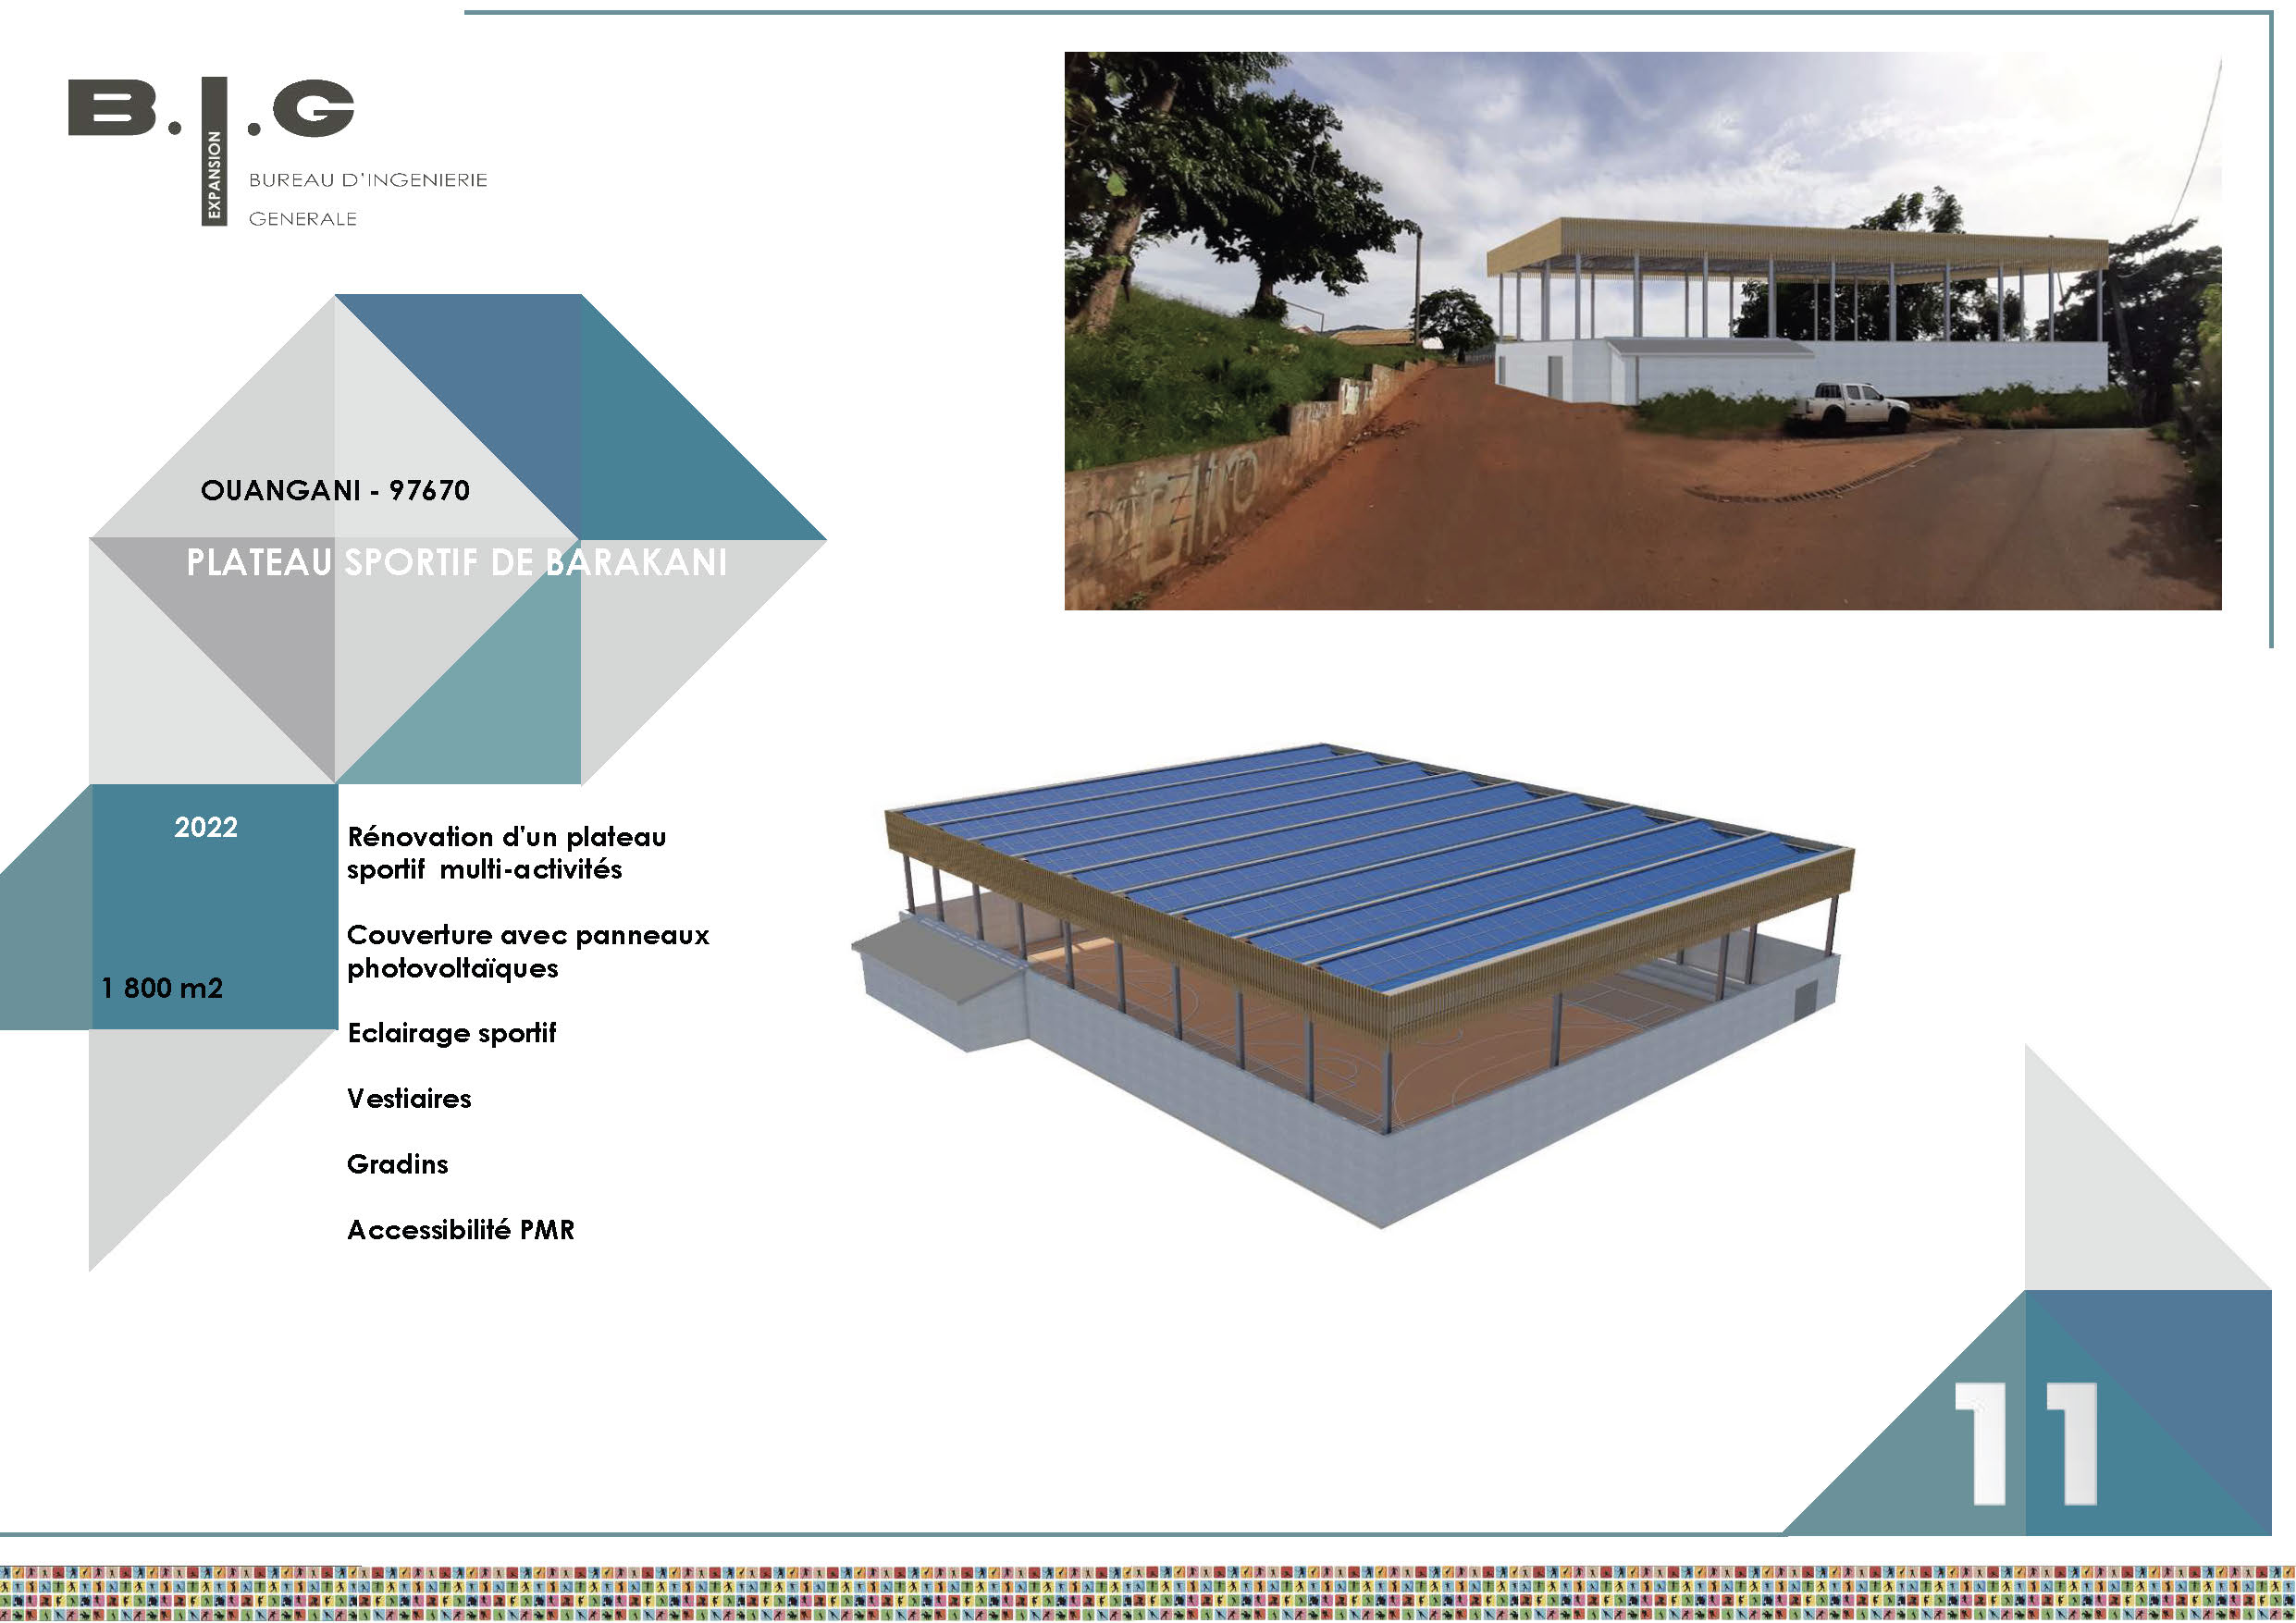 B.I.G
EXPANSION
BUREAU D'INGENIERIE
GENERALE
OUANGANI - 97670
PLATEAU SPORTIF DE BARAKANI
2022
1 800 m2
Rénovation d'un plateau
sportif multi-activités
Couverture avec panneaux
photovoltaïques
Eclairage sportif
Vestiaires
Gradins
Accessibilité PMR
11